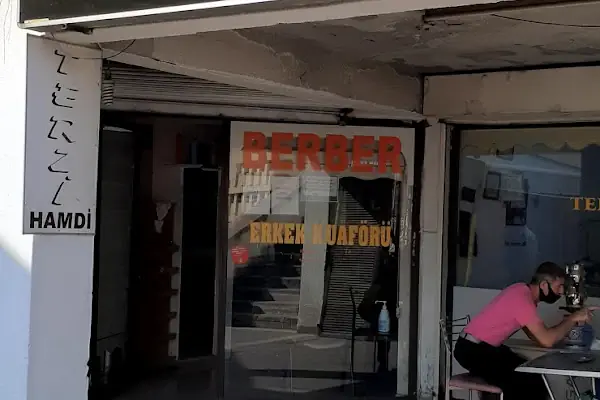 TERZİ
HAMDİ
BERBER
ERKEK KUAFÖRÜ